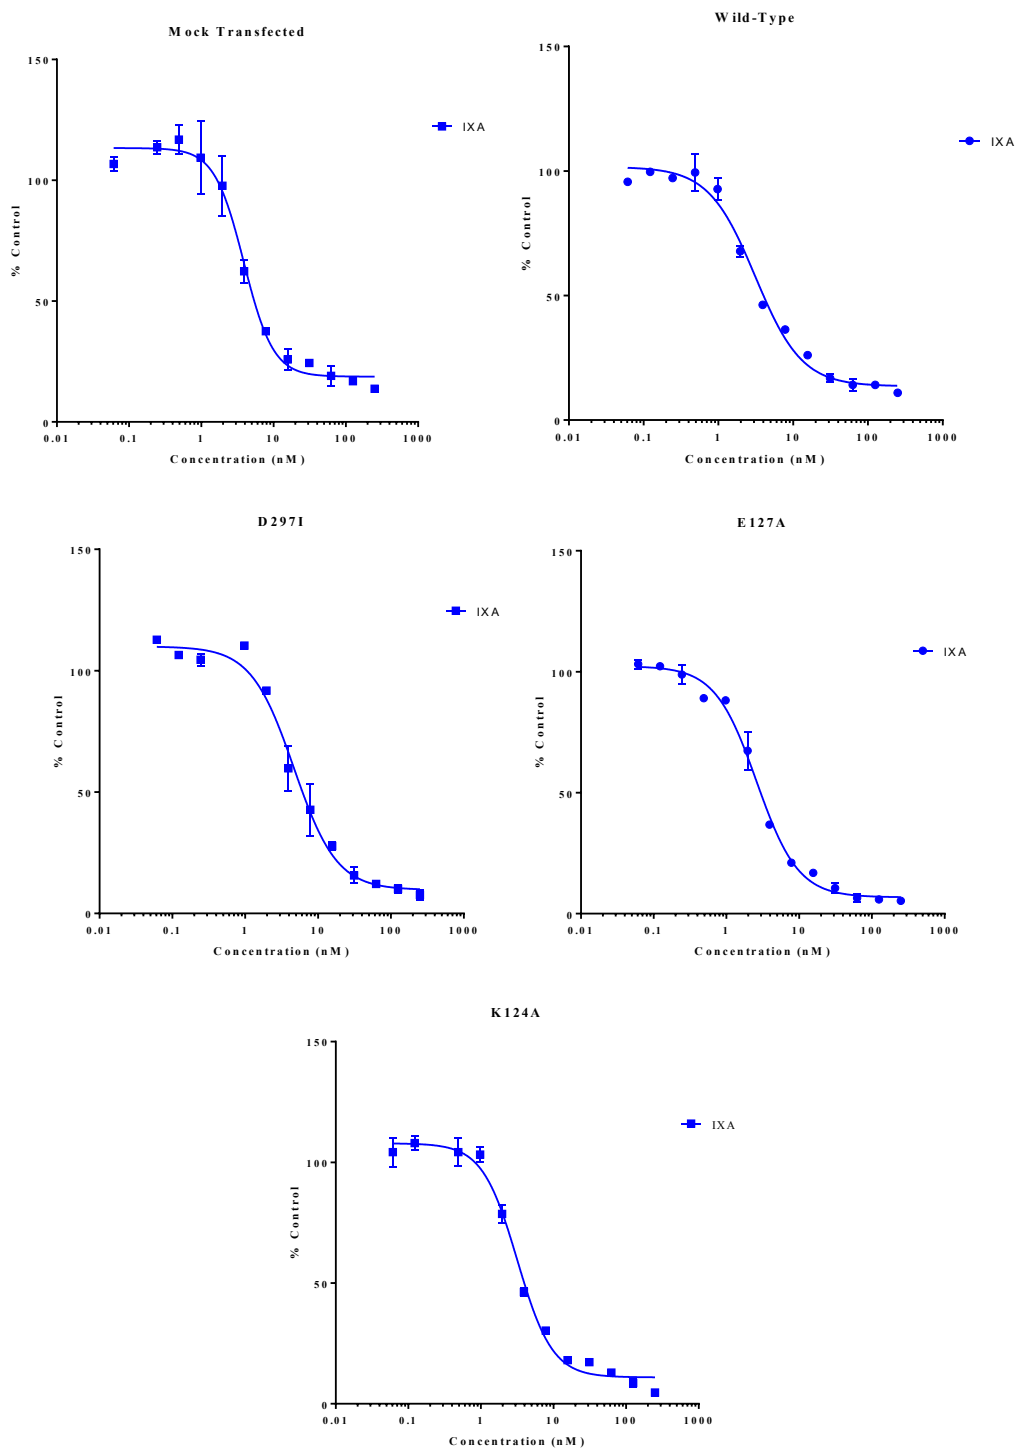 Mock Transfected
150
100
50
0
% Control
0.01 0.1 1 10 100 1000
Concentration (nM)
IXA
Wild-Type
150
100
50
0
% Control
0.01 0.1 1 10 100 1000
Concentration (nM)
IXA
D297I
150
100
50
0
% Control
0.01 0.1 1 10 100 1000
Concentration (nM)
IXA
E127A
150
100
50
0
% Control
0.01 0.1 1 10 100 1000
Concentration (nM)
IXA
K124A
150
100
50
0
% Control
0.01 0.1 1 10 100 1000
Concentration (nM)
IXA